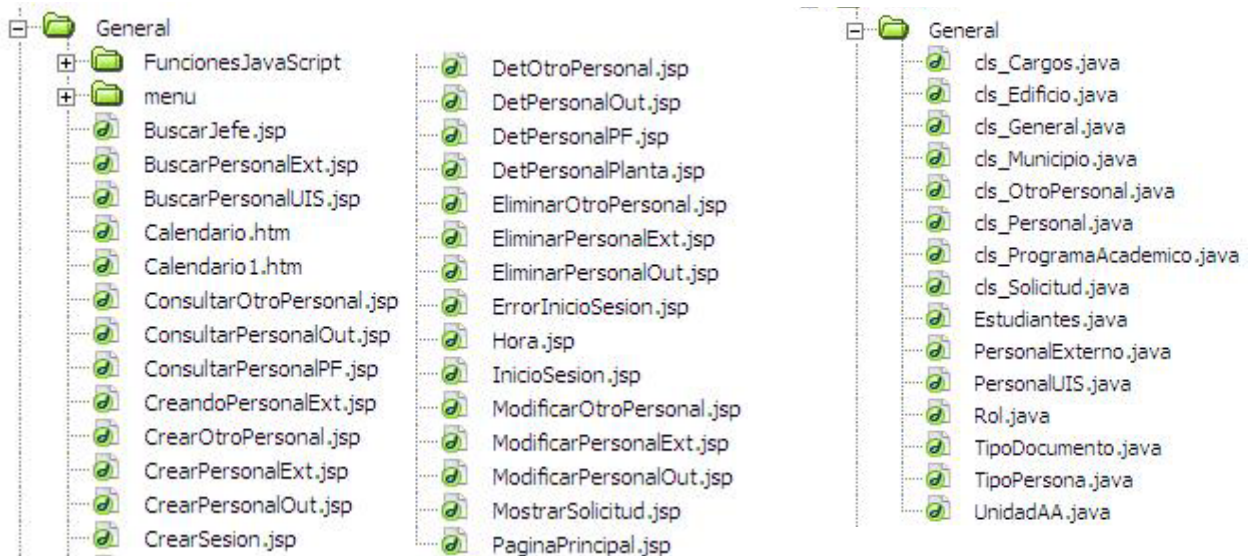 General
FuncionesJavaScript
menu
BuscarJefe.jsp
BuscarPersonalExt.jsp
BuscarPersonalUIS.jsp
Calendario.htm
Calendario1.htm
ConsultarOtroPersonal.jsp
ConsultarPersonalOut.jsp
ConsultarPersonalPF.jsp
CreandoPersonalExt.jsp
CrearOtroPersonal.jsp
CrearPersonalExt.jsp
CrearPersonalOut.jsp
CrearSesion.jsp
DetOtroPersonal.jsp
DetPersonalOut.jsp
DetPersonalPF.jsp
DetPersonalPlanta.jsp
EliminarOtroPersonal.jsp
EliminarPersonalExt.jsp
EliminarPersonalOut.jsp
ErrorInicioSesion.jsp
Hora.jsp
InicioSesion.jsp
ModificarOtroPersonal.jsp
ModificarPersonalExt.jsp
ModificarPersonalOut.jsp
MostrarSolicitud.jsp
PaginaPrincipal.jsp
General
cls_Cargos.java
cls_Edificio.java
cls_General.java
cls_Municipio.java
cls_OtroPersonal.java
cls_Personal.java
cls_ProgramaAcademico.java
cls_Solicitud.java
Estudiantes.java
PersonalExterno.java
PersonalUIS.java
Rol.java
TipoDocumento.java
TipoPersona.java
UnidadAA.java